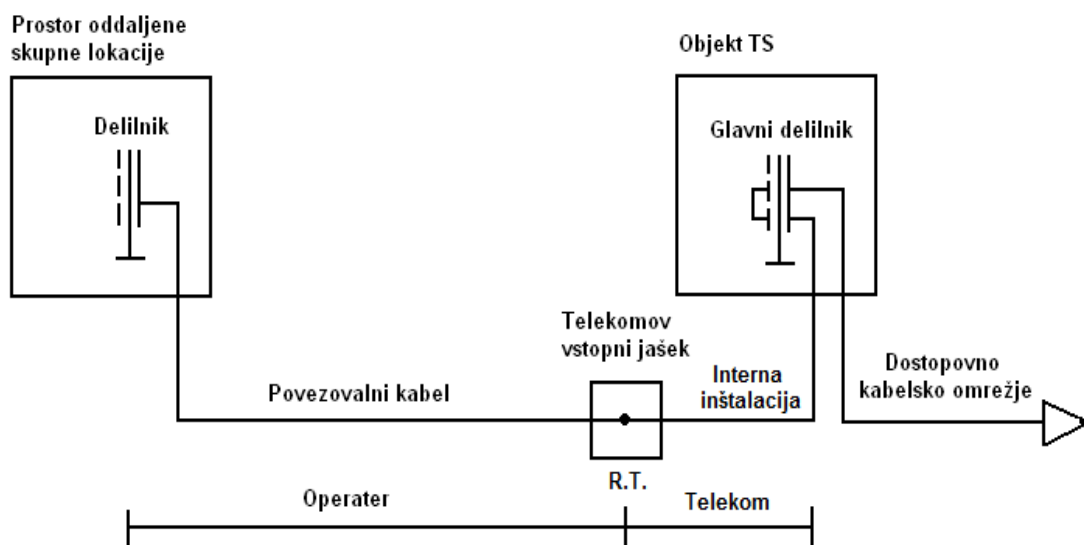 Prostor oddaljene
skupne lokacije
Objekt TS
Delilnik
Glavni delilnik
Telekomov
vstopni jašek
Povezovalni kabel
Interna
inštalacija
Dostopovno
kabelsko omrežje
R.T.
Operater
Telekom